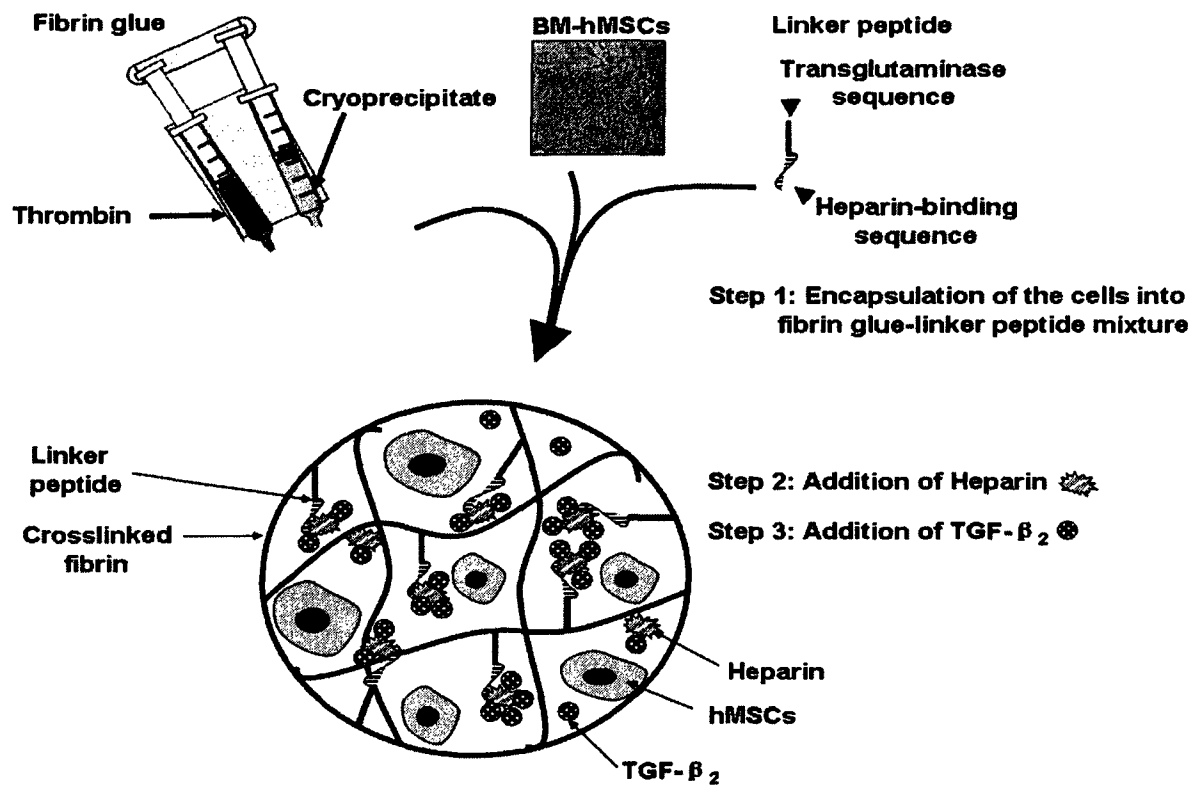 Fibrin glue
Cryoprecipitate
Thrombin
BM-hMSCs
Linker peptide
Transglutaminase
sequence
Heparin-binding
sequence
Step 1: Encapsulation of the cells into
fibrin glue-linker peptide mixture
Linker
peptide
Crosslinked
fibrin
Step 2: Addition of Heparin
Step 3: Addition of TGF-β₂
Heparin
hMSCs
TGF-β₂